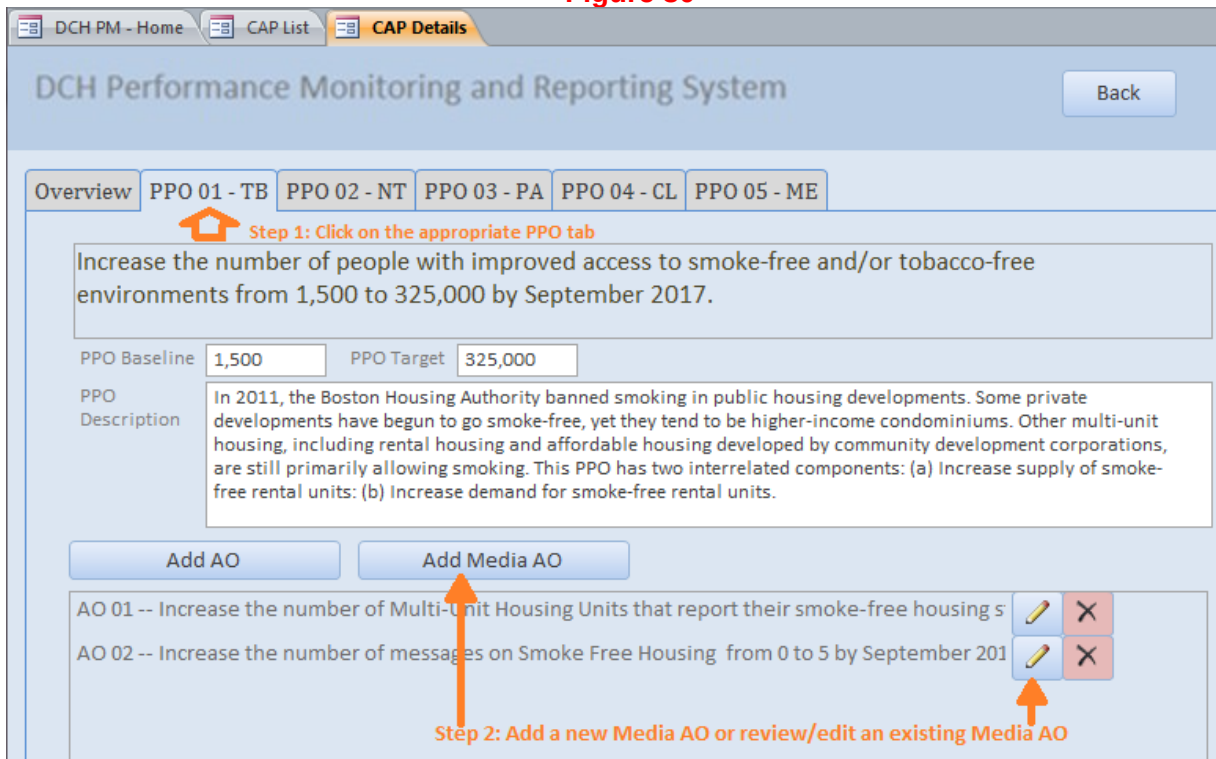 DCH PM - Home CAP List CAP Details
DCH Performance Monitoring and Reporting System
Back
Overview PPO 01 - TB PPO 02 - NT PPO 03 - PA PPO 04 - CL PPO 05 - ME
Step 1: Click on the appropriate PPO tab
Increase the number of people with improved access to smoke-free and/or tobacco-free
environments from 1,500 to 325,000 by September 2017.
PPO Baseline 1,500 PPO Target 325,000
PPO
Description
In 2011, the Boston Housing Authority banned smoking in public housing developments. Some private
developments have begun to go smoke-free, yet they tend to be higher-income condominiums. Other multi-unit
housing, including rental housing and affordable housing developed by community development corporations,
are still primarily allowing smoking. This PPO has two interrelated components: (a) Increase supply of smoke-
free rental units: (b) Increase demand for smoke-free rental units.
Add AO Add Media AO
AO 01 -- Increase the number of Multi-Unit Housing Units that report their smoke-free housing s
AO 02 -- Increase the number of messages on Smoke Free Housing from 0 to 5 by September 201
Step 2: Add a new Media AO or review/edit an existing Media AO